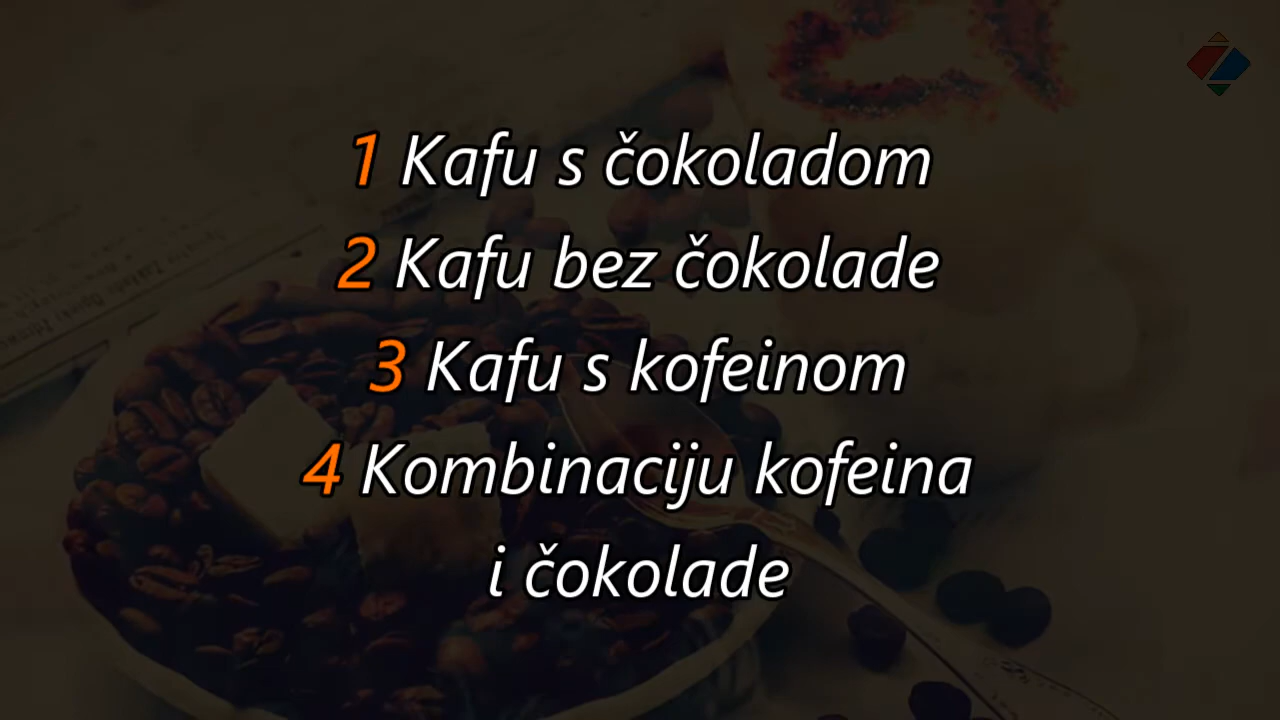 1 Kafu s čokoladom
2 Kafu bez čokolade
3 Kafu s kofeinom
4 Kombinaciju kofeina
i čokolade